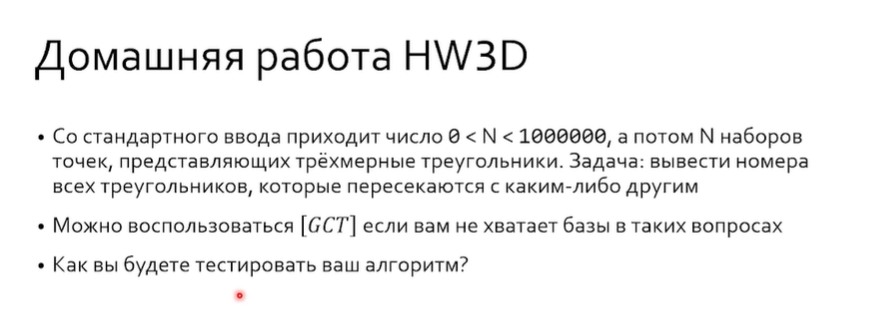 Домашняя работа HW3D
• Со стандартного ввода приходит число 0 < N < 1000000, а потом N наборов
точек, представляющих трёхмерные треугольники. Задача: вывести номера
всех треугольников, которые пересекаются с каким-либо другим
• Можно воспользоваться [GCT] если вам не хватает базы в таких вопросах
• Как вы будете тестировать ваш алгоритм?